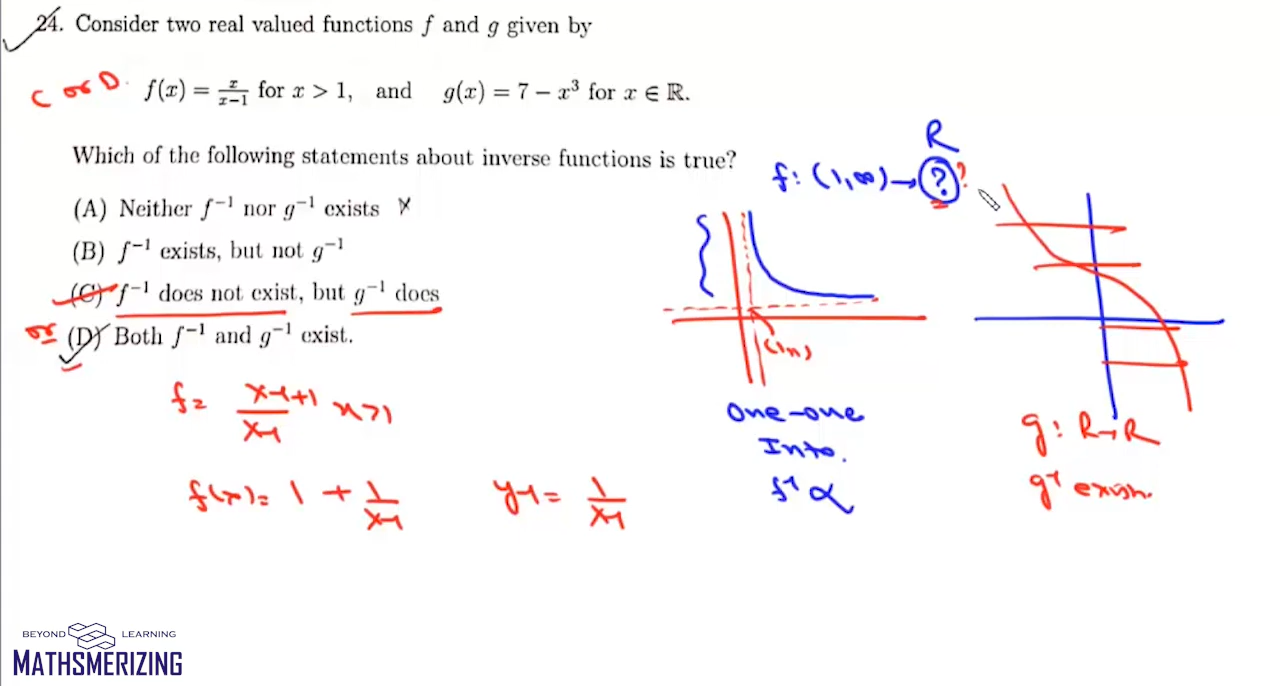 24. Consider two real valued functions f and g given by
C or D
f(x) = x/(x−1) for x > 1, and g(x) = 7 − x³ for x ∈ ℝ.
Which of the following statements about inverse functions is true?
R
f: (1, ∞) → ? ?
(A) Neither f⁻¹ nor g⁻¹ exists ×
(B) f⁻¹ exists, but not g⁻¹
(C) f⁻¹ does not exist, but g⁻¹ does
or (D) Both f⁻¹ and g⁻¹ exist.
(1,1)
f = (x-1+1)/(x-1) x>1
One-one
Into.
g: R→R
f(x) = 1 + 1/(x-1)
y-1 = 1/(x-1)
g⁻¹ exist.
BEYOND LEARNING
MATHSMERIZING